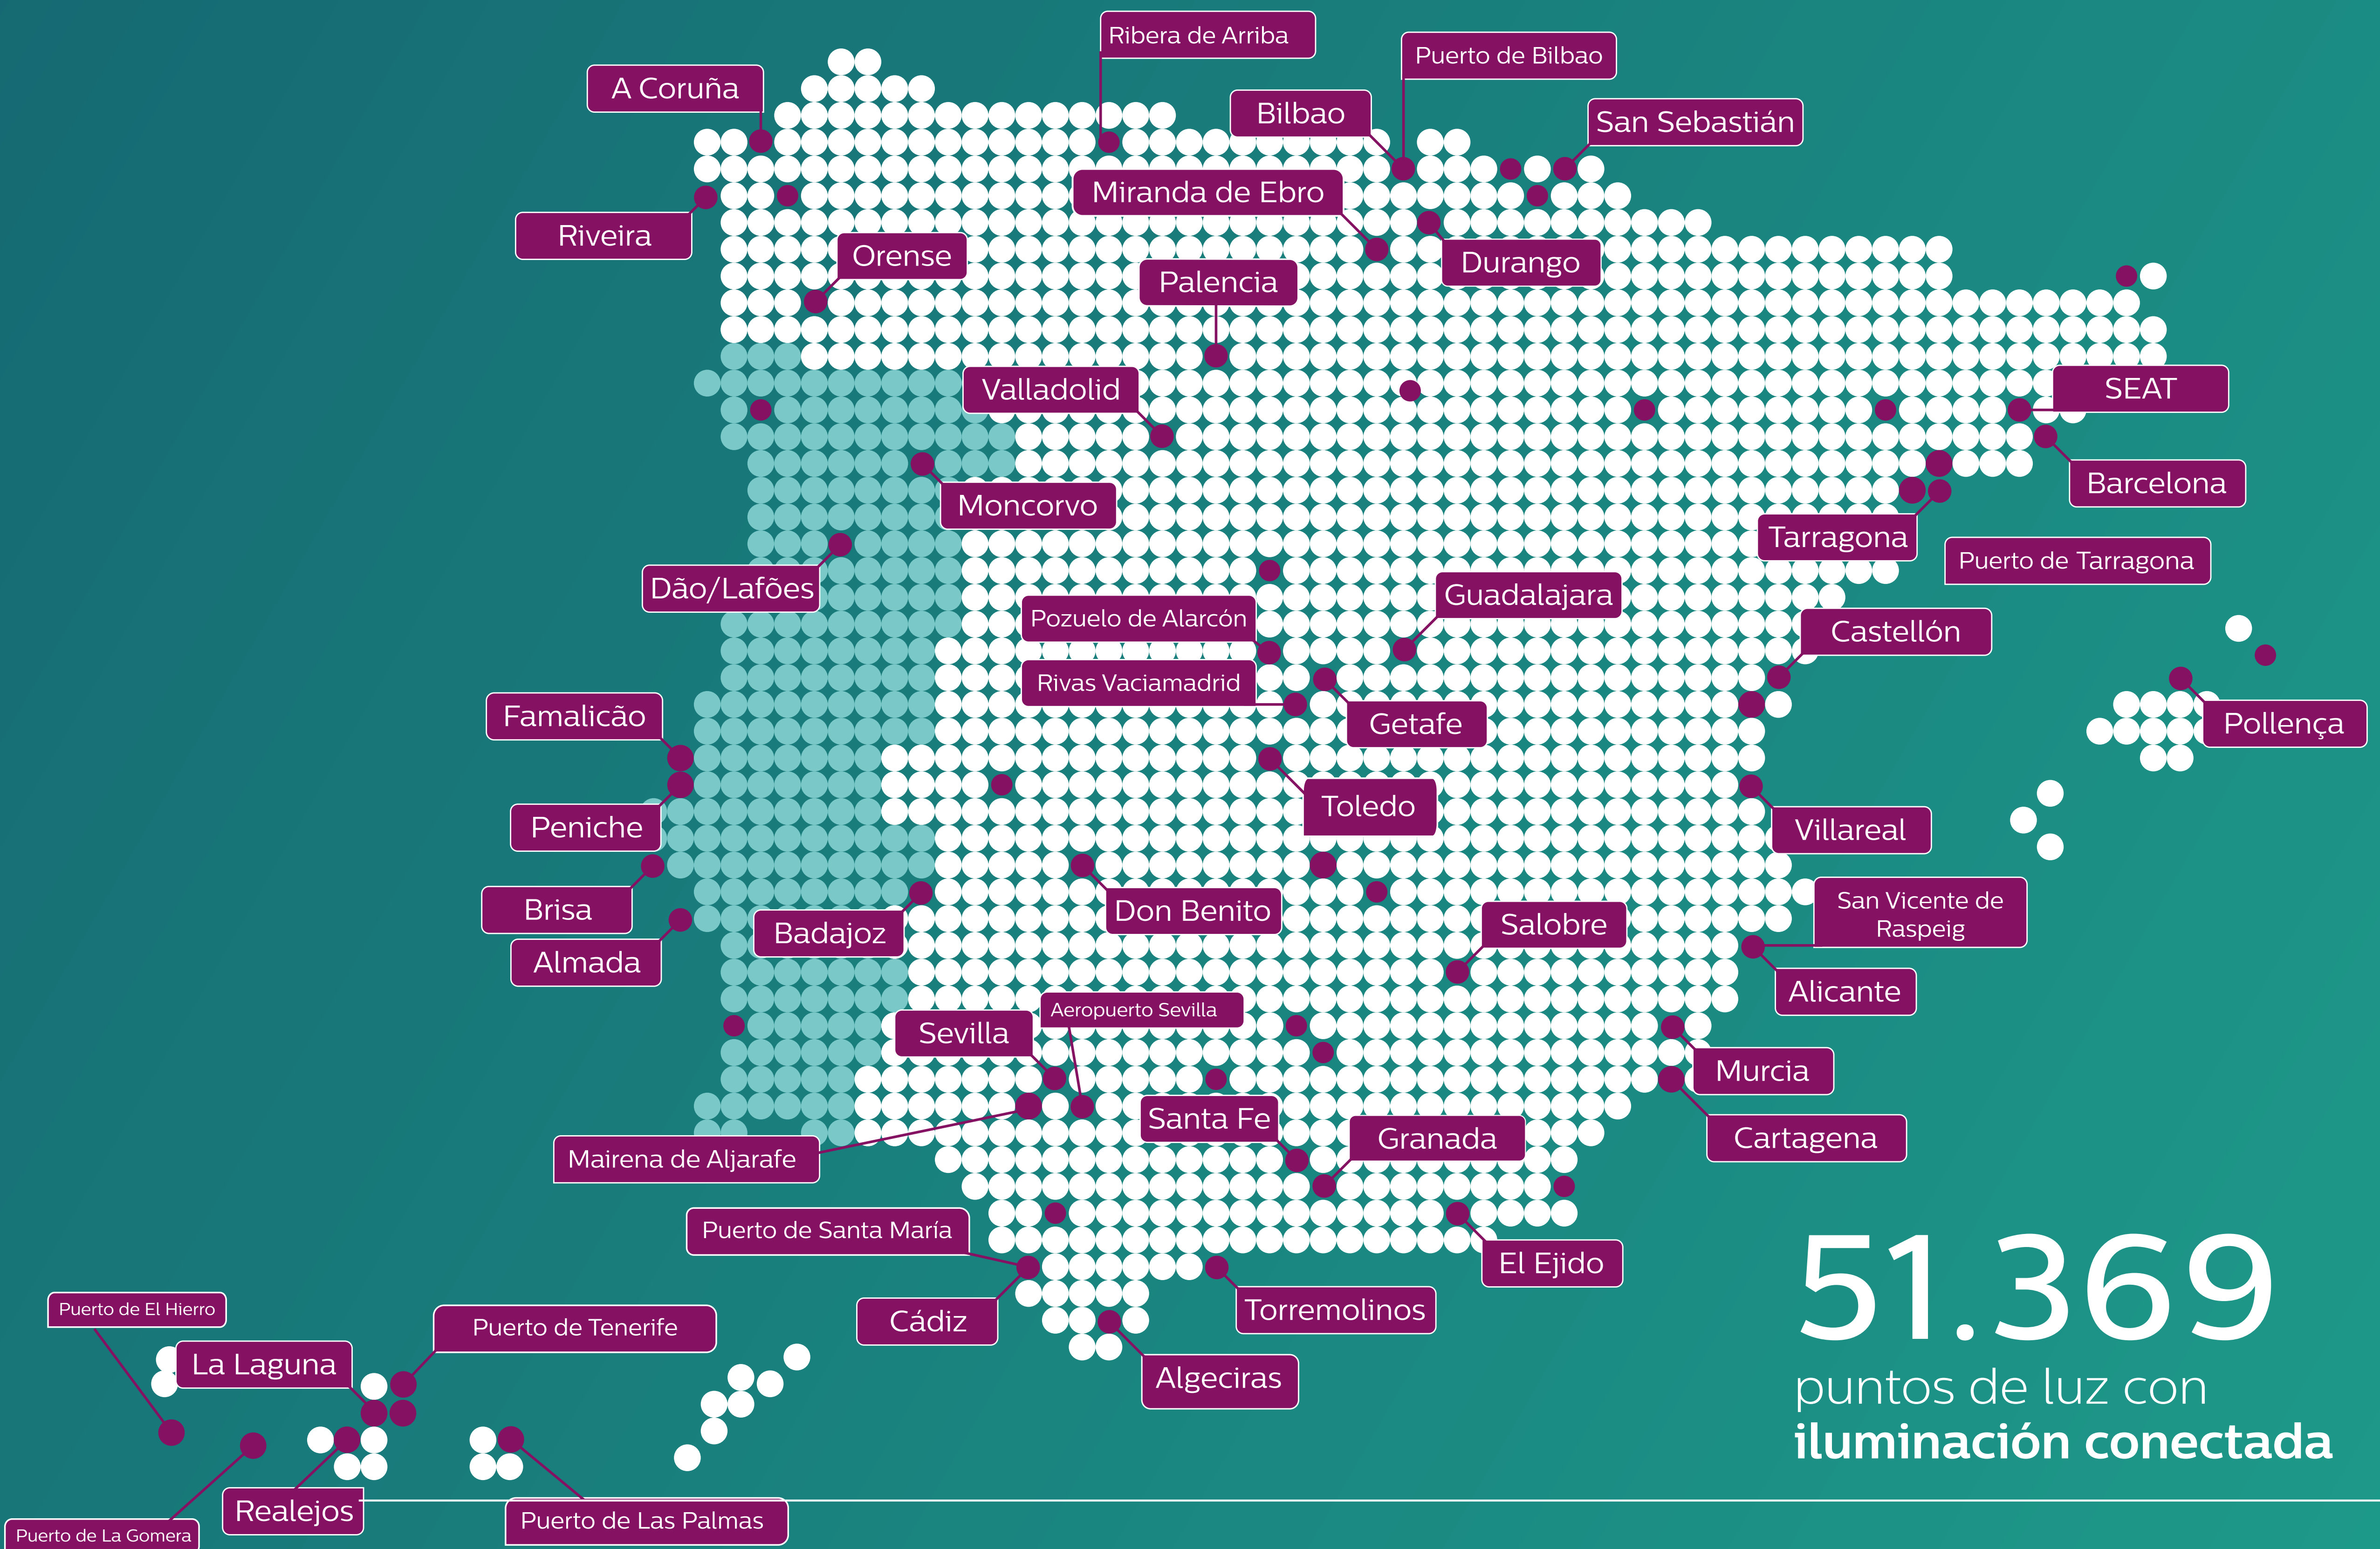 Ribera de Arriba
Puerto de Bilbao
A Coruña
Bilbao
San Sebastián
Miranda de Ebro
Riveira
Orense
Durango
Palencia
Valladolid
SEAT
Barcelona
Moncorvo
Tarragona
Puerto de Tarragona
Dão/Lafões
Guadalajara
Pozuelo de Alarcón
Castellón
Rivas Vaciamadrid
Famalicão
Getafe
Pollença
Toledo
Peniche
Villareal
Brisa
Don Benito
San Vicente de
Raspeig
Badajoz
Salobre
Almada
Alicante
Aeropuerto Sevilla
Sevilla
Murcia
Santa Fe
Granada
Cartagena
Mairena de Aljarafe
Puerto de Santa María
El Ejido
Cádiz
Torremolinos
Algeciras
Puerto de El Hierro
Puerto de Tenerife
La Laguna
Realejos
Puerto de Las Palmas
Puerto de La Gomera
51.369
puntos de luz con
iluminación conectada